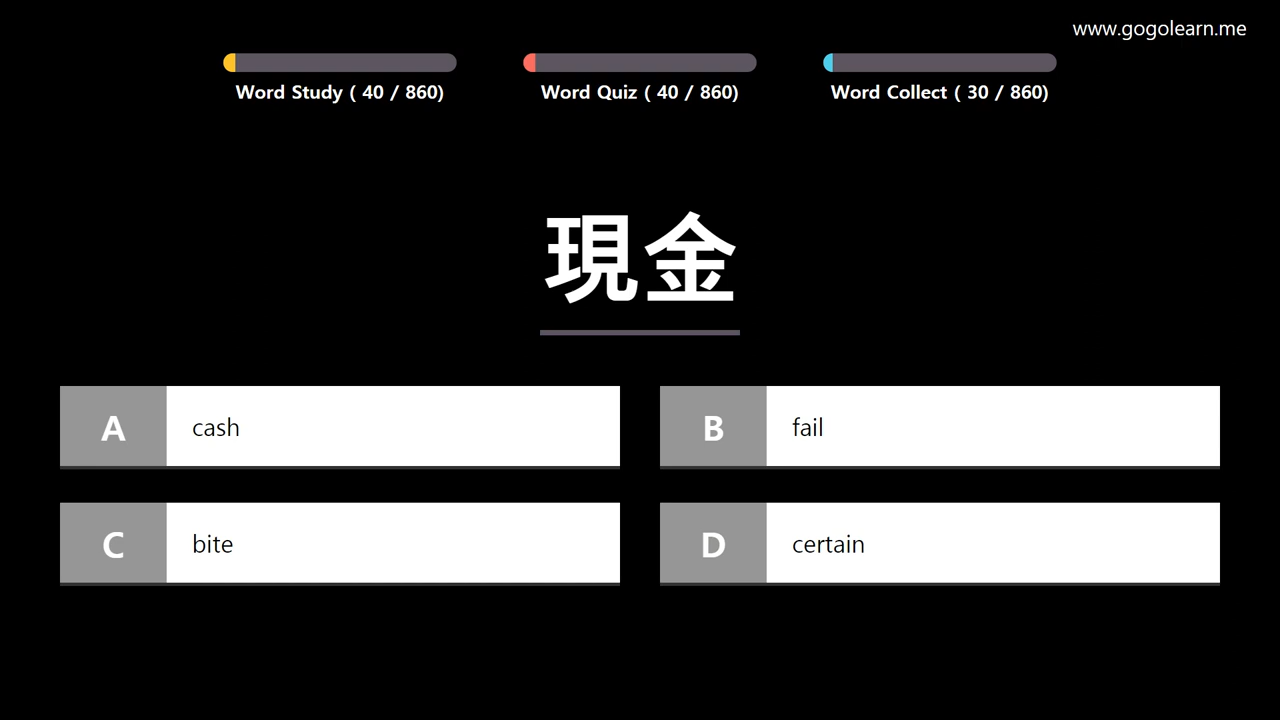 www.gogolearn.me
Word Study ( 40 / 860)
Word Quiz ( 40 / 860)
Word Collect ( 30 / 860)
現金
A cash
B fail
C bite
D certain